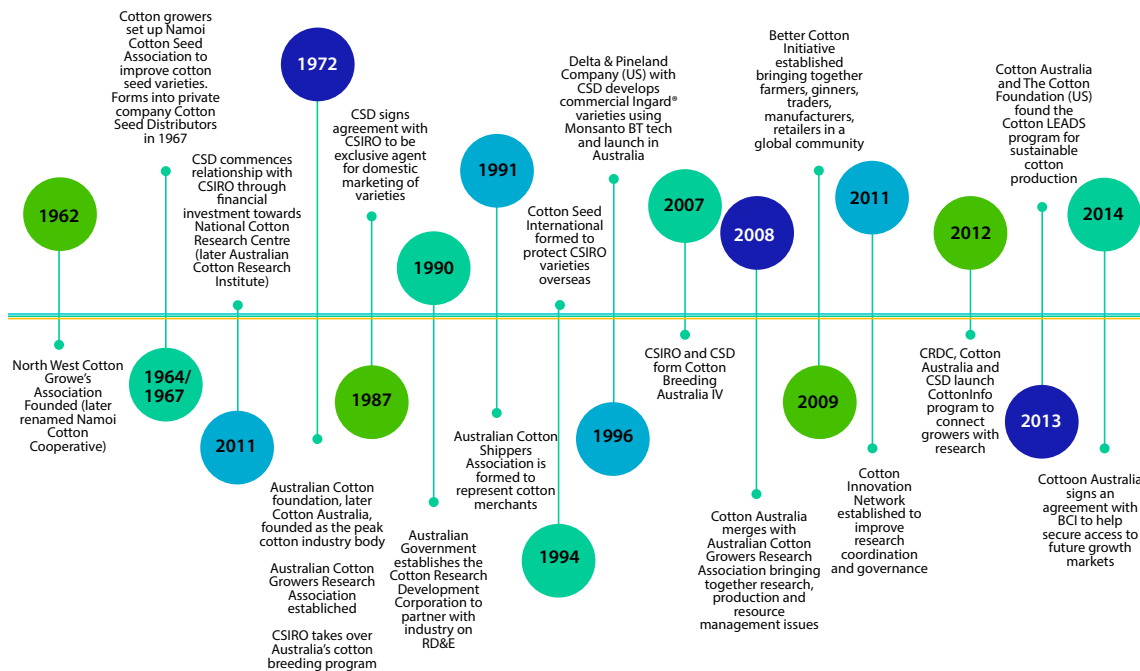 1962
North West Cotton
Growe's
Association
Founded (later
renamed Namoi
Cotton
Cooperative)
Cotton growers
set up Namoi
Cotton Seed
Association to
improve cotton
seed varieties.
Forms into private
company Cotton
Seed Distributors
in 1967
1964/
1967
CSD commences
relationship with
CSIRO through
financial
investment towards
National Cotton
Research Centre
(later Australian
Cotton Research
Institute)
2011
1972
Australian Cotton
foundation, later
Cotton Australia,
founded as the peak
cotton industry body
Australian Cotton
Growers Research
Association
estabilished
CSIRO takes over
Australia's cotton
breeding program
CSD signs
agreement with
CSIRO to be
exclusive agent
for domestic
marketing of
varieties
1987
1990
Australian
Government
establishes the
Cotton Research
Development
Corporation to
partner with
industry on
RD&E
1991
Australian Cotton
Shippers
Association is
formed to
represent cotton
merchants
Cotton Seed
International
formed to
protect CSIRO
varieties
overseas
1994
Delta & Pineland
Company (US) with
CSD develops
commercial Ingard®
varieties using
Monsanto BT tech
and launch in
Australia
1996
2007
CSIRO and CSD
form Cotton
Breeding
Australia IV
2008
Cotton Australia
merges with
Australian Cotton
Growers Research
Association bringing
together research,
production and
resource
management issues
Better Cotton
Initiative
established
bringing together
farmers, ginners,
traders,
manufacturers,
retailers in a
global community
2009
2011
Cotton
Innovation
Network
established to
improve
research
coordination
and governance
2012
CRDC, Cotton
Australia and
CSD launch
CottonInfo
program to
connect
growers with
research
Cotton Australia
and The Cotton
Foundation (US)
found the
Cotton LEADS
program for
sustainable
cotton
production
2013
2014
Cottoon Australia
signs an
agreement with
BCI to help
secure access to
future growth
markets